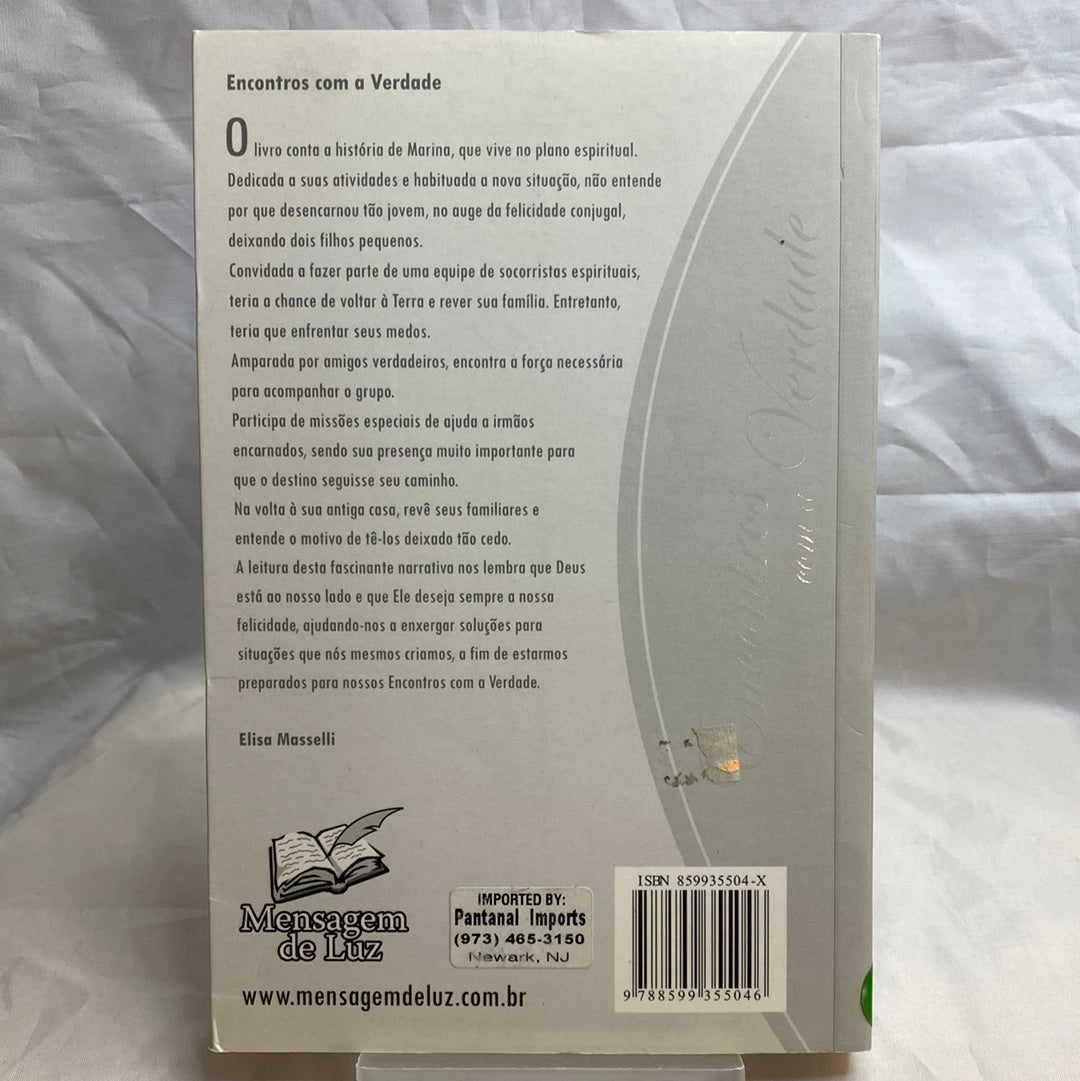 Encontros com a Verdade
O livro conta a história de Marina, que vive no plano espiritual.
Dedicada a suas atividades e habituada a nova situação, não entende
por que desencarnou tão jovem, no auge da felicidade conjugal,
deixando dois filhos pequenos.
Convidada a fazer parte de uma equipe de socorristas espirituais,
teria a chance de voltar à Terra e rever sua família. Entretanto,
teria que enfrentar seus medos.
Amparada por amigos verdadeiros, encontra a força necessária
para acompanhar o grupo.
Participa de missões especiais de ajuda a irmãos
encarnados, sendo sua presença muito importante para
que o destino seguisse seu caminho.
Na volta à sua antiga casa, revê seus familiares e
entende o motivo de tê-los deixado tão cedo.
A leitura desta fascinante narrativa nos lembra que Deus
está ao nosso lado e que Ele deseja sempre a nossa
felicidade, ajudando-nos a enxergar soluções para
situações que nós mesmos criamos, a fim de estarmos
preparados para nossos Encontros com a Verdade.
Elisa Masselli
Encontros
com a
Verdade
Mensagem
de Luz
www.mensagemdeluz.com.br
IMPORTED BY:
Pantanal Imports
(973) 465-3150
Newark, NJ
ISBN 859935504-X
9 788599 355046